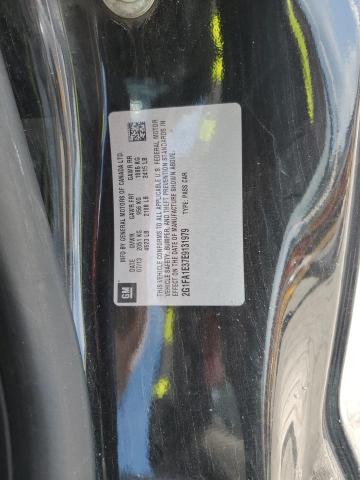 GM
MFD BY GENERAL MOTORS OF CANADA LTD.
07/13 GVWR GAWR FRT GAWR RR
2051 KG 956 KG 1095 KG
4523 LB 2108 LB 2415 LB
THIS VEHICLE CONFORMS TO ALL APPLICABLE U.S. FEDERAL MOTOR
VEHICLE SAFETY, BUMPER, AND THEFT PREVENTION STANDARDS IN
EFFECT ON THE DATE OF MANUFACTURE SHOWN ABOVE.
2G1FA1E37E9131979 TYPE: PASS CAR